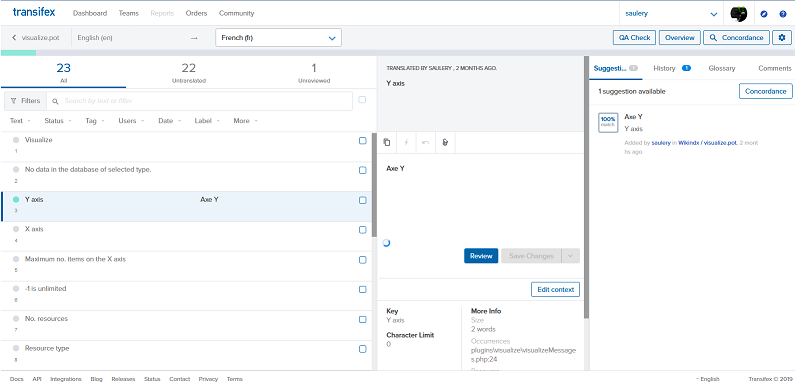 transifex
Dashboard Teams Reports Orders Community
saulery
visualize.pot English (en) → French (fr)
QA Check Overview Concordance
23 22 1
All Untranslated Unreviewed
Filters Search by text or filter
Text Status Tag Users Date Label More
Visualize
1
No data in the database of selected type.
2
Y axis Axe Y
3
X axis
4
Maximum no. items on the X axis
5
-1 is unlimited
6
No. resources
7
Resource type
8
TRANSLATED BY SAULERY , 2 MONTHS AGO.
Y axis
Axe Y
Review Save Changes
Edit context
Key
Y axis
Character Limit
0
More Info
Size
2 words
Occurrences
plugins\visualize\visualizeMessage
s.php:24
Suggesti... 1 History 1 Glossary Comments
1 suggestion available Concordance
100%
match
Axe Y
Y axis
Added by saulery in Wikindx / visualize.pot, 2 mont
hs ago.
Docs API Integrations Blog Releases Status Contact Privacy Terms
~ English Transifex © 2019